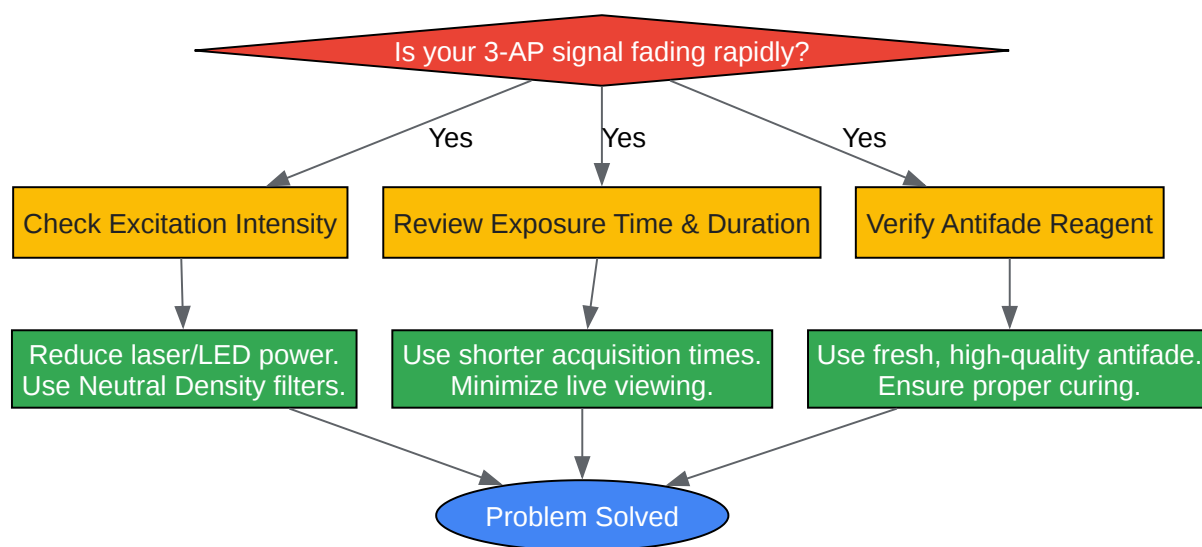 Is your 3-AP signal fading rapidly?
Yes
Yes
Yes
Check Excitation Intensity
Review Exposure Time & Duration
Verify Antifade Reagent
Reduce laser/LED power.
Use Neutral Density filters.
Use shorter acquisition times.
Minimize live viewing.
Use fresh, high-quality antifade.
Ensure proper curing.
Problem Solved